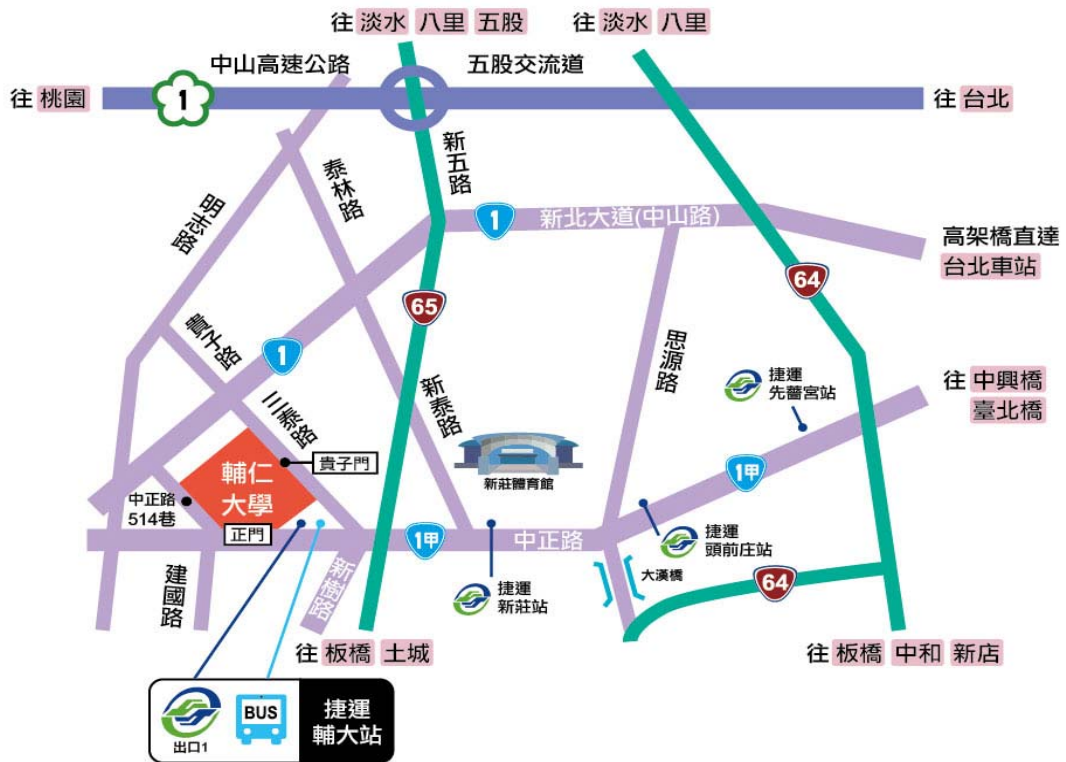 往 淡水 八里 五股
往 淡水 八里
中山高速公路
五股交流道
往 桃園
1
往 台北
新五路
泰林路
明志路
1
新北大道(中山路)
高架橋直達
台北車站
65
64
貴子路
1
思源路
捷運
先嗇宮站
往 中興橋
臺北橋
三泰路
新泰路
貴子門
輔仁
大學
新莊體育館
1甲
中正路
514巷
正門
1甲
中正路
捷運
頭前庄站
大漢橋
64
建國路
新樹路
捷運
新莊站
往 板橋 土城
往 板橋 中和 新店
BUS
出口1
捷運
輔大站